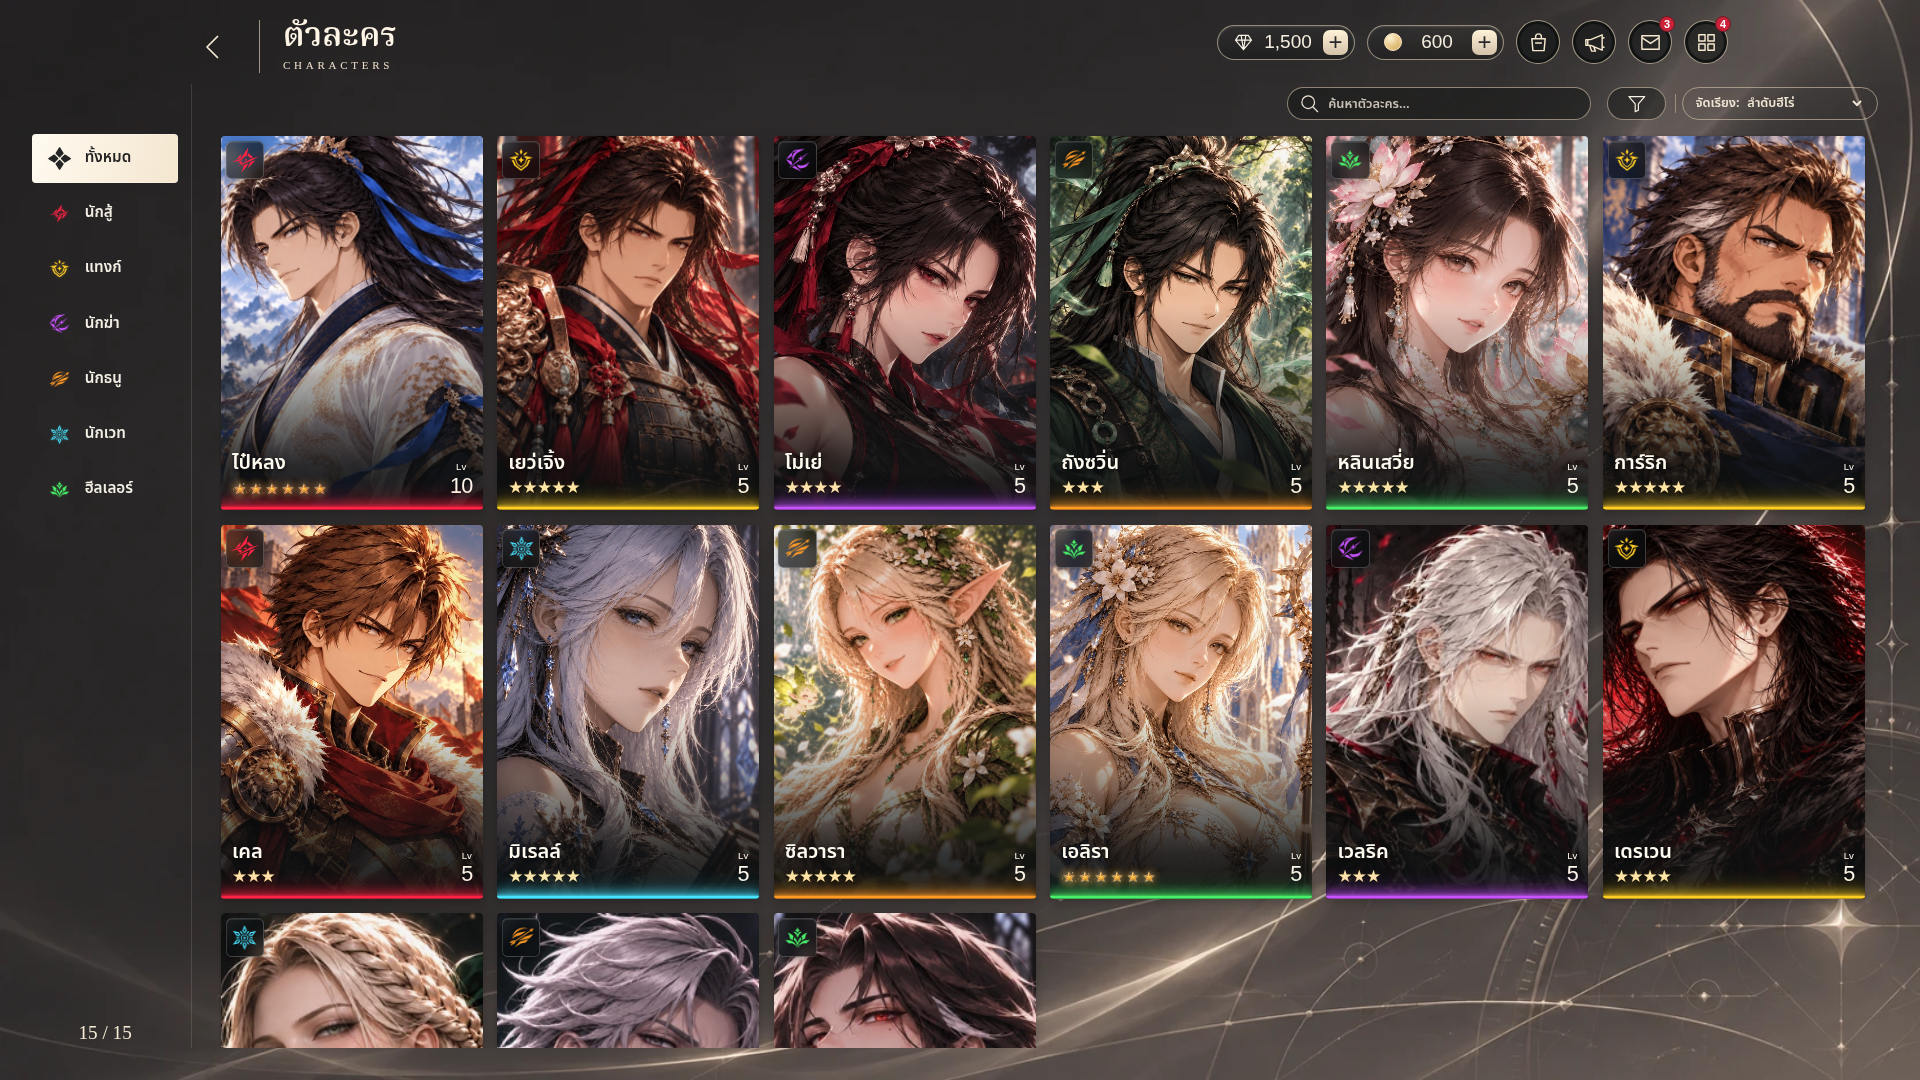 ตัวละคร
CHARACTERS
1,500
600
3
4
ค้นหาตัวละคร...
จัดเรียง: ลำดับฮีโร่
ทั้งหมด
นักสู้
แทงก์
นักฆ่า
นักธนู
นักเวท
ฮีลเลอร์
15 / 15
ไป๋หลง
Lv
10
เยว่เจิ้ง
Lv
5
โม่เย่
Lv
5
ถังซวิ่น
Lv
5
หลินเสวี่ย
Lv
5
การ์ริก
Lv
5
เคล
Lv
5
มิเรลล์
Lv
5
ซิลวารา
Lv
5
เอลิรา
Lv
5
เวลริค
Lv
5
เดรเวน
Lv
5